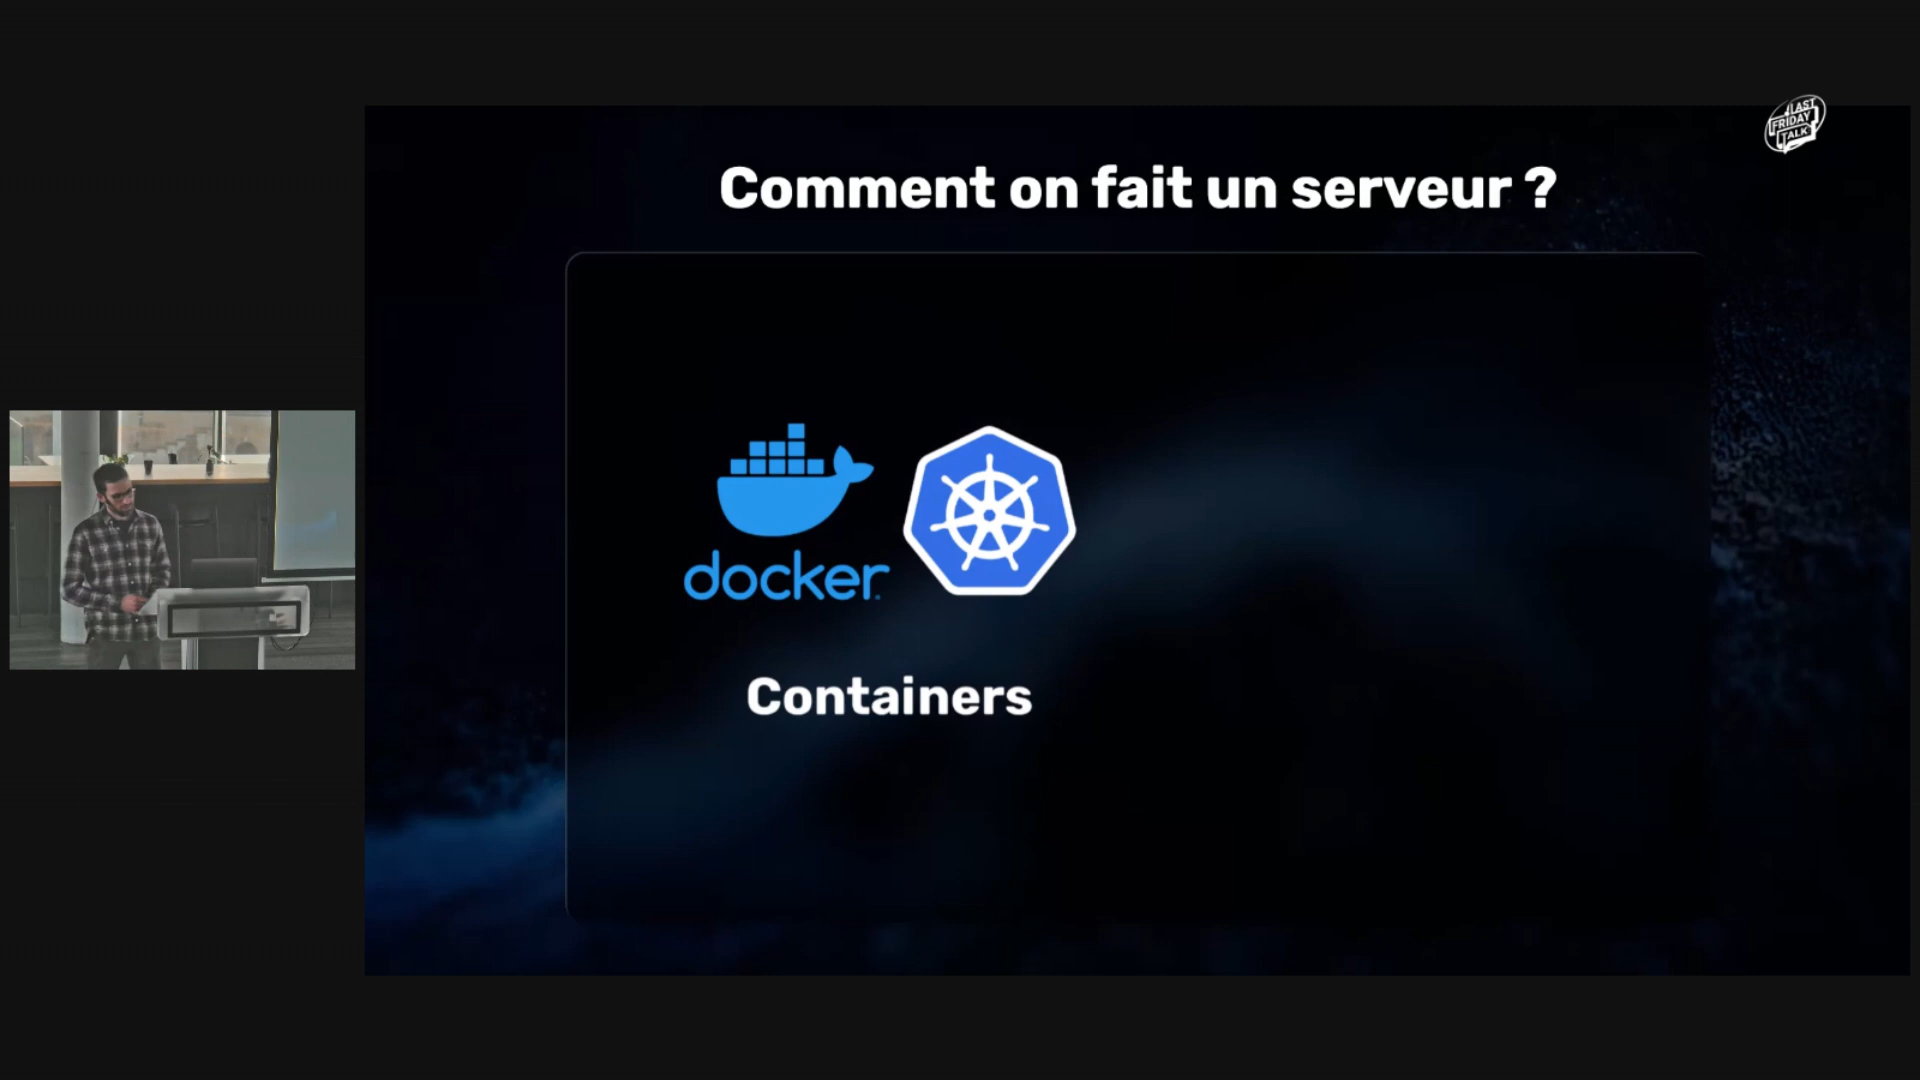 LAST
FRIDAY
TALK
Comment on fait un serveur ?
docker.
Containers